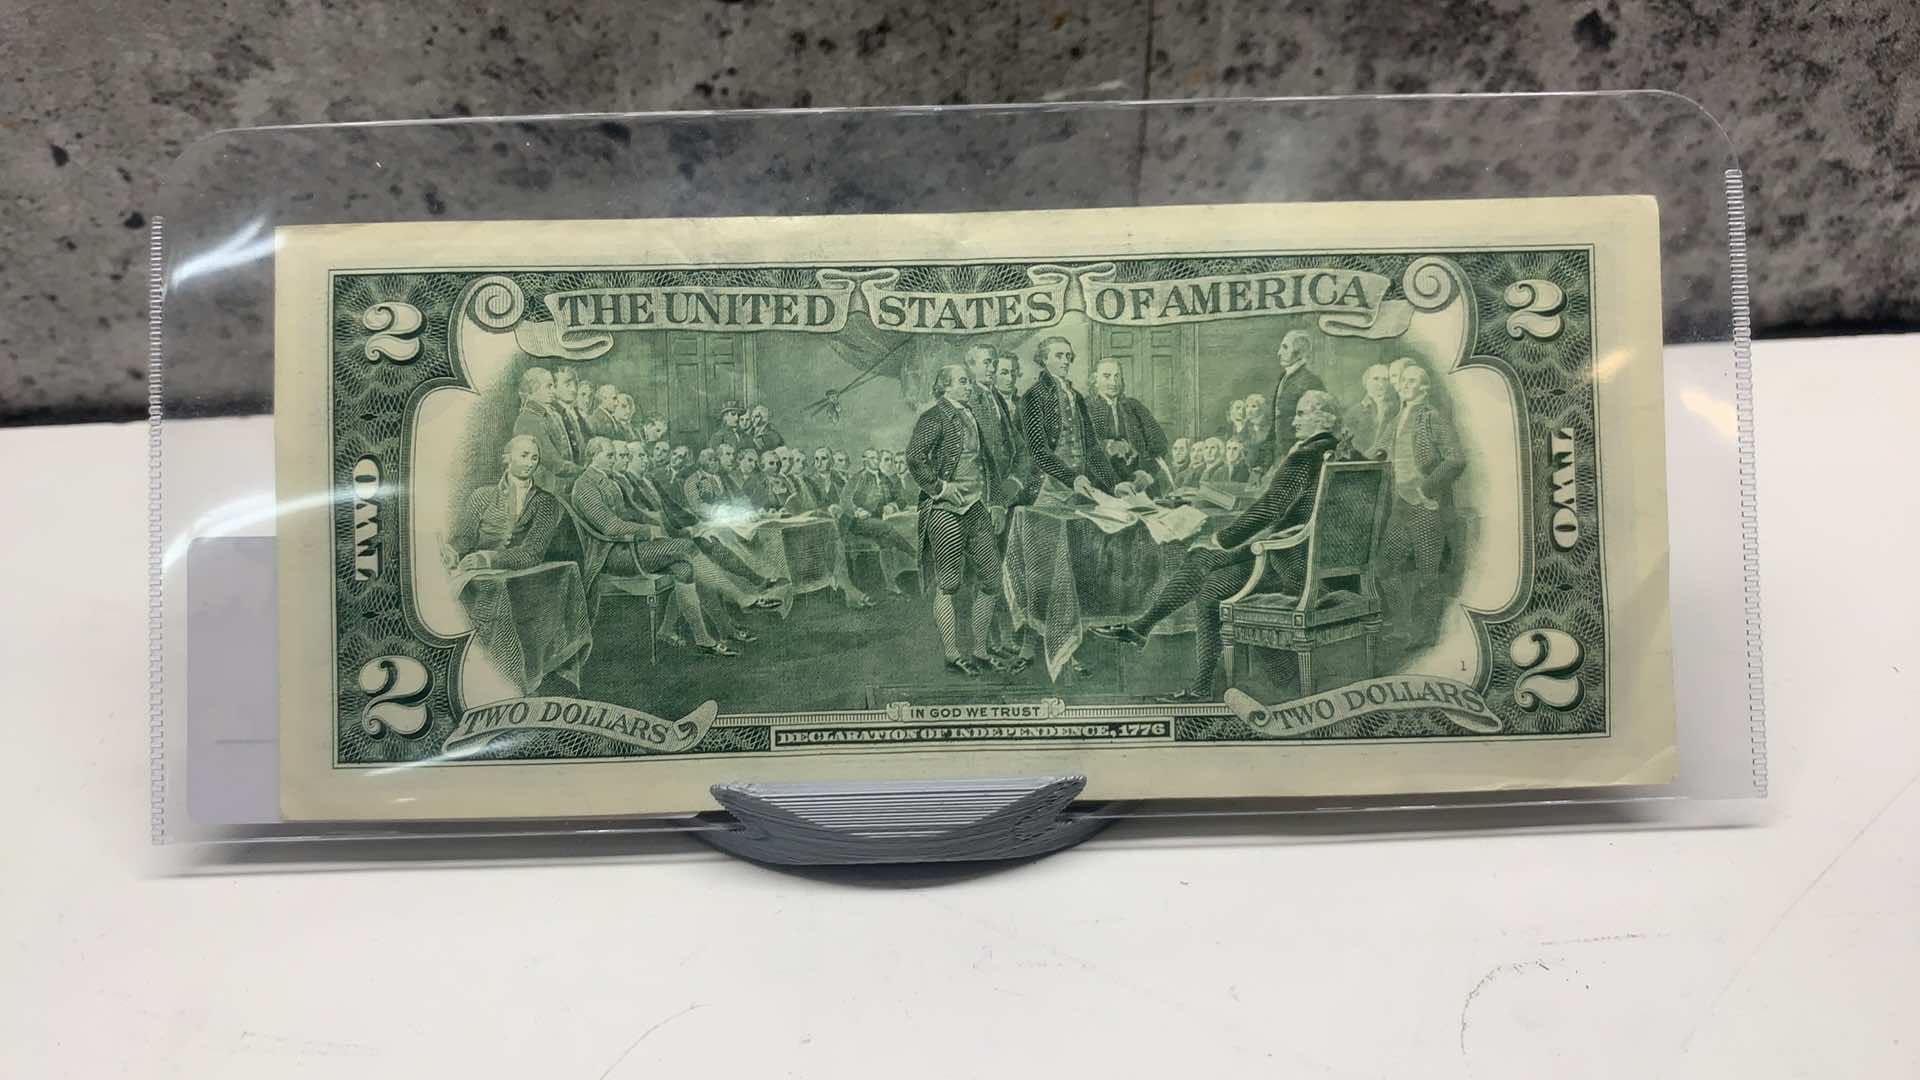 THE UNITED STATES OF AMERICA
2
2
TWO
TWO
2
2
1
TWO DOLLARS
IN GOD WE TRUST
TWO DOLLARS
DECLARATION OF INDEPENDENCE, 1776